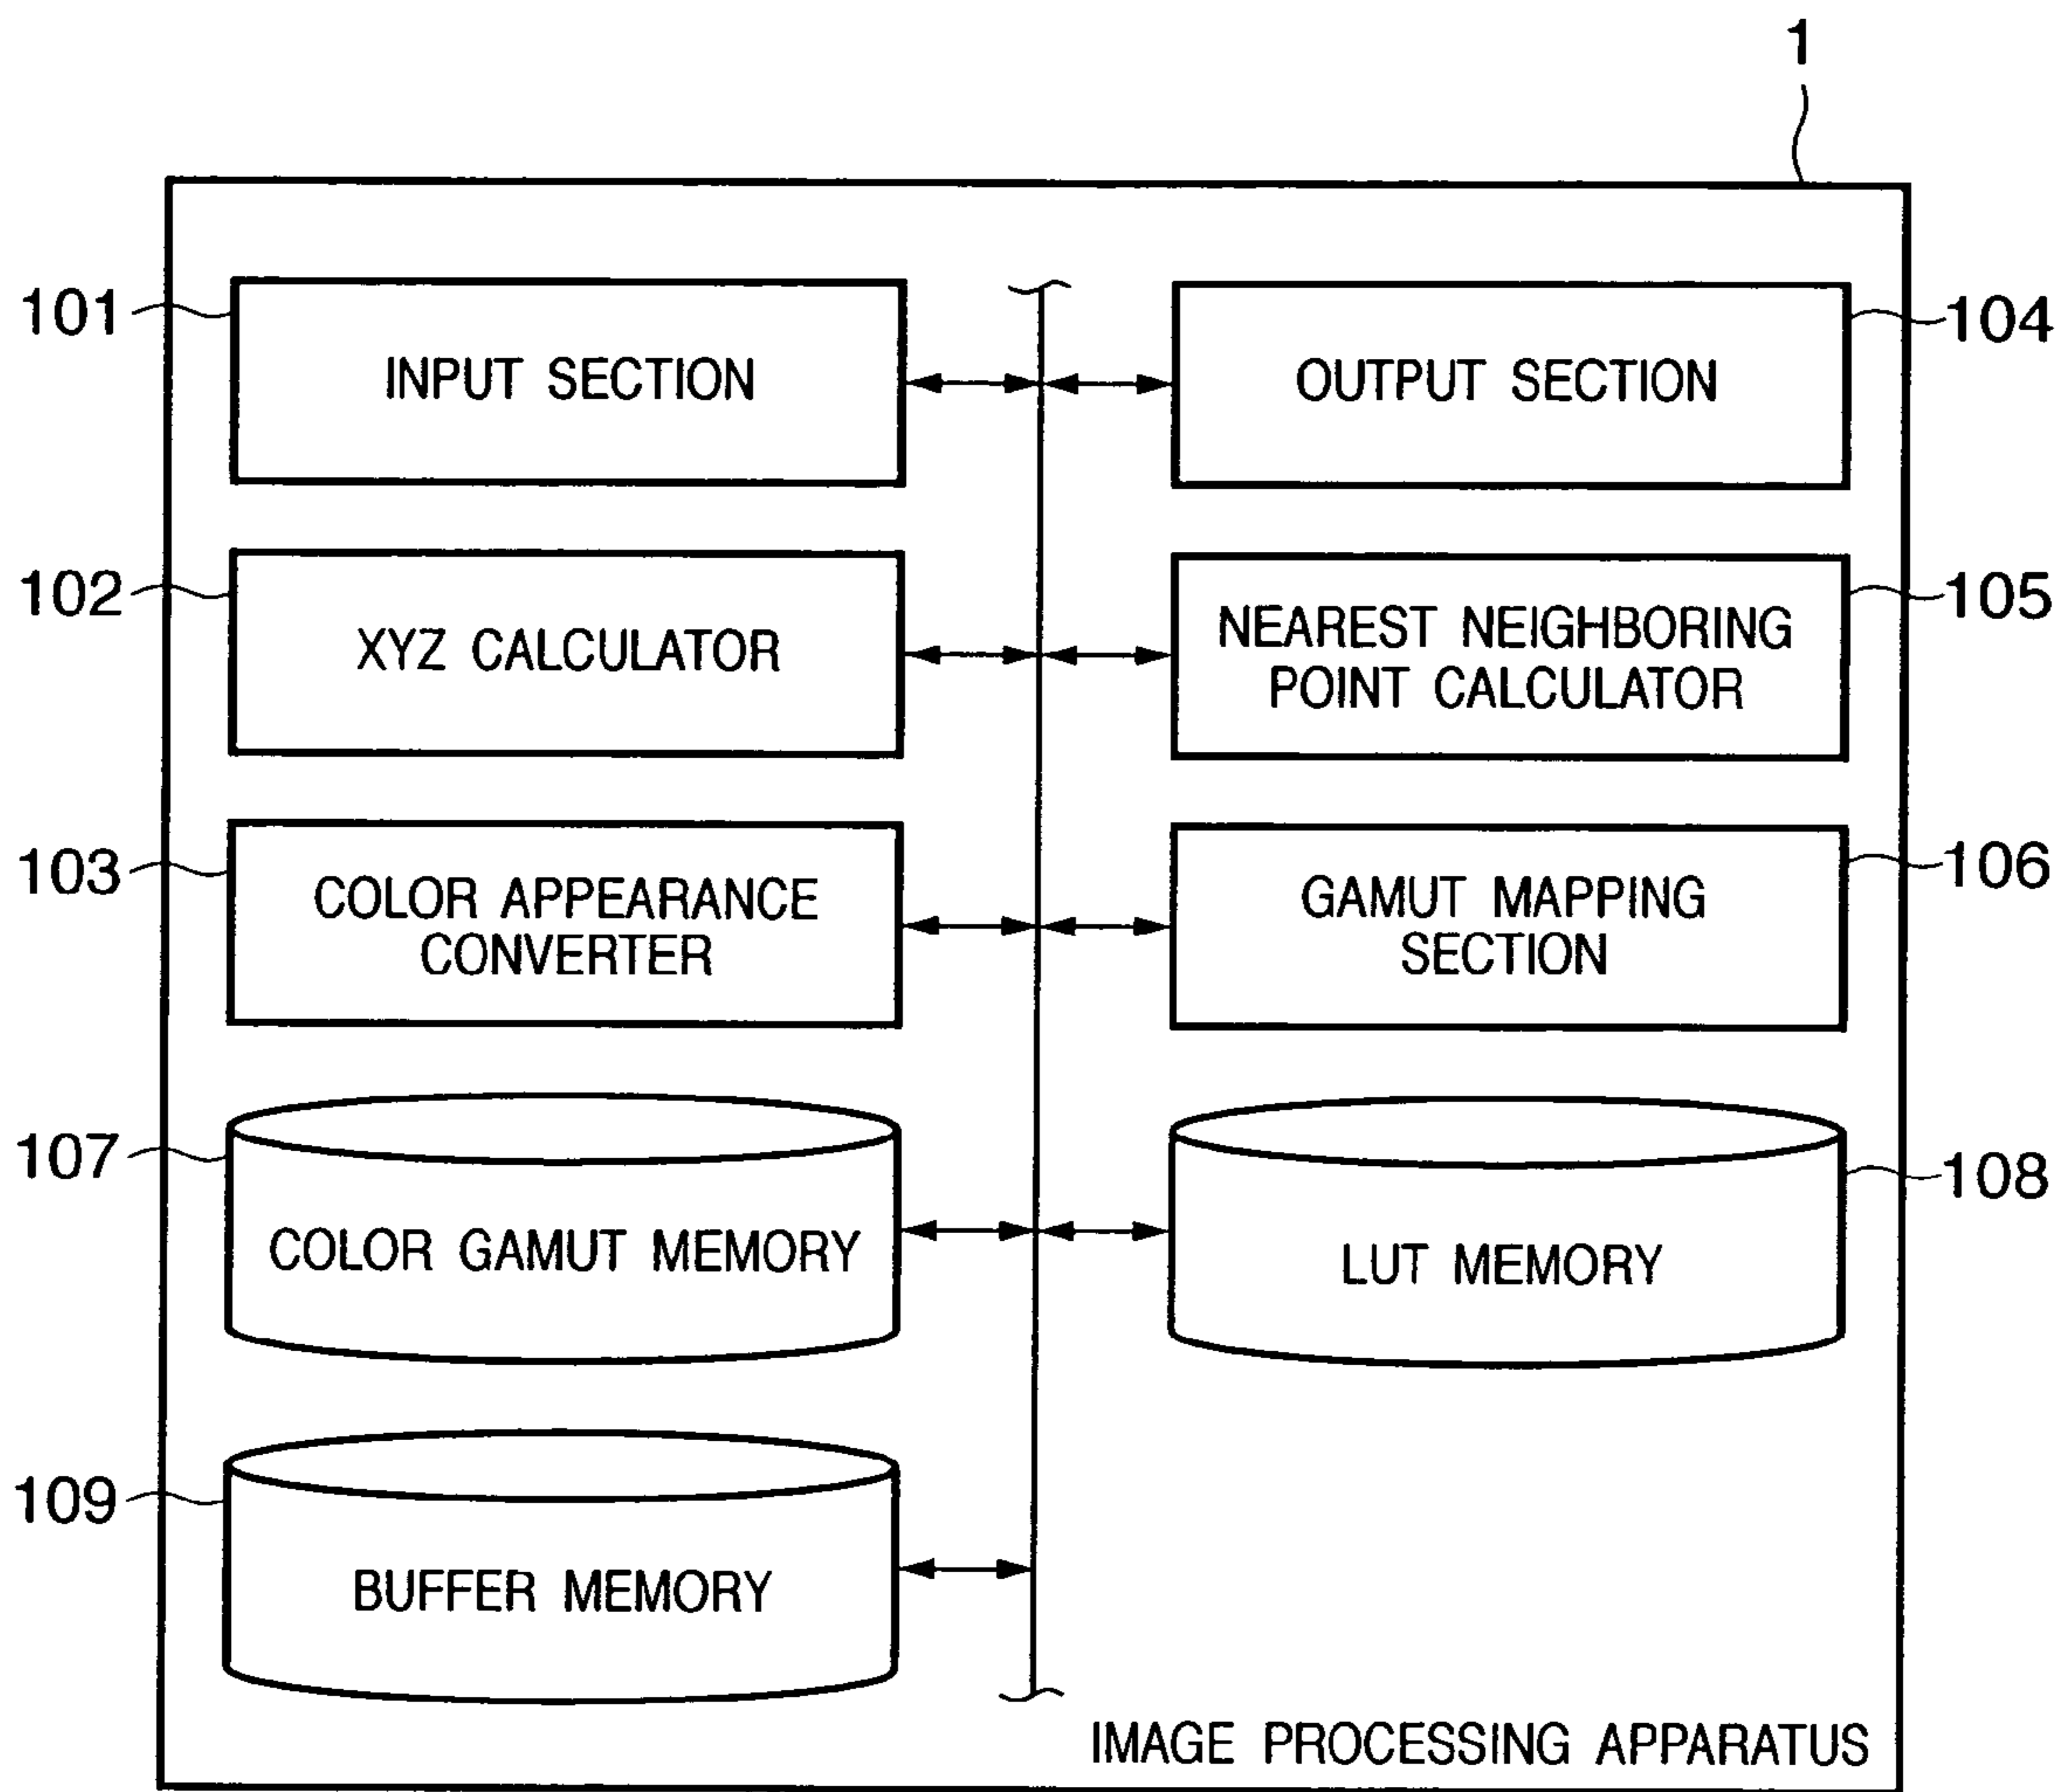 1
101
INPUT SECTION
104
OUTPUT SECTION
102
XYZ CALCULATOR
105
NEAREST NEIGHBORING
POINT CALCULATOR
103
COLOR APPEARANCE
CONVERTER
106
GAMUT MAPPING
SECTION
107
COLOR GAMUT MEMORY
108
LUT MEMORY
109
BUFFER MEMORY
IMAGE PROCESSING APPARATUS